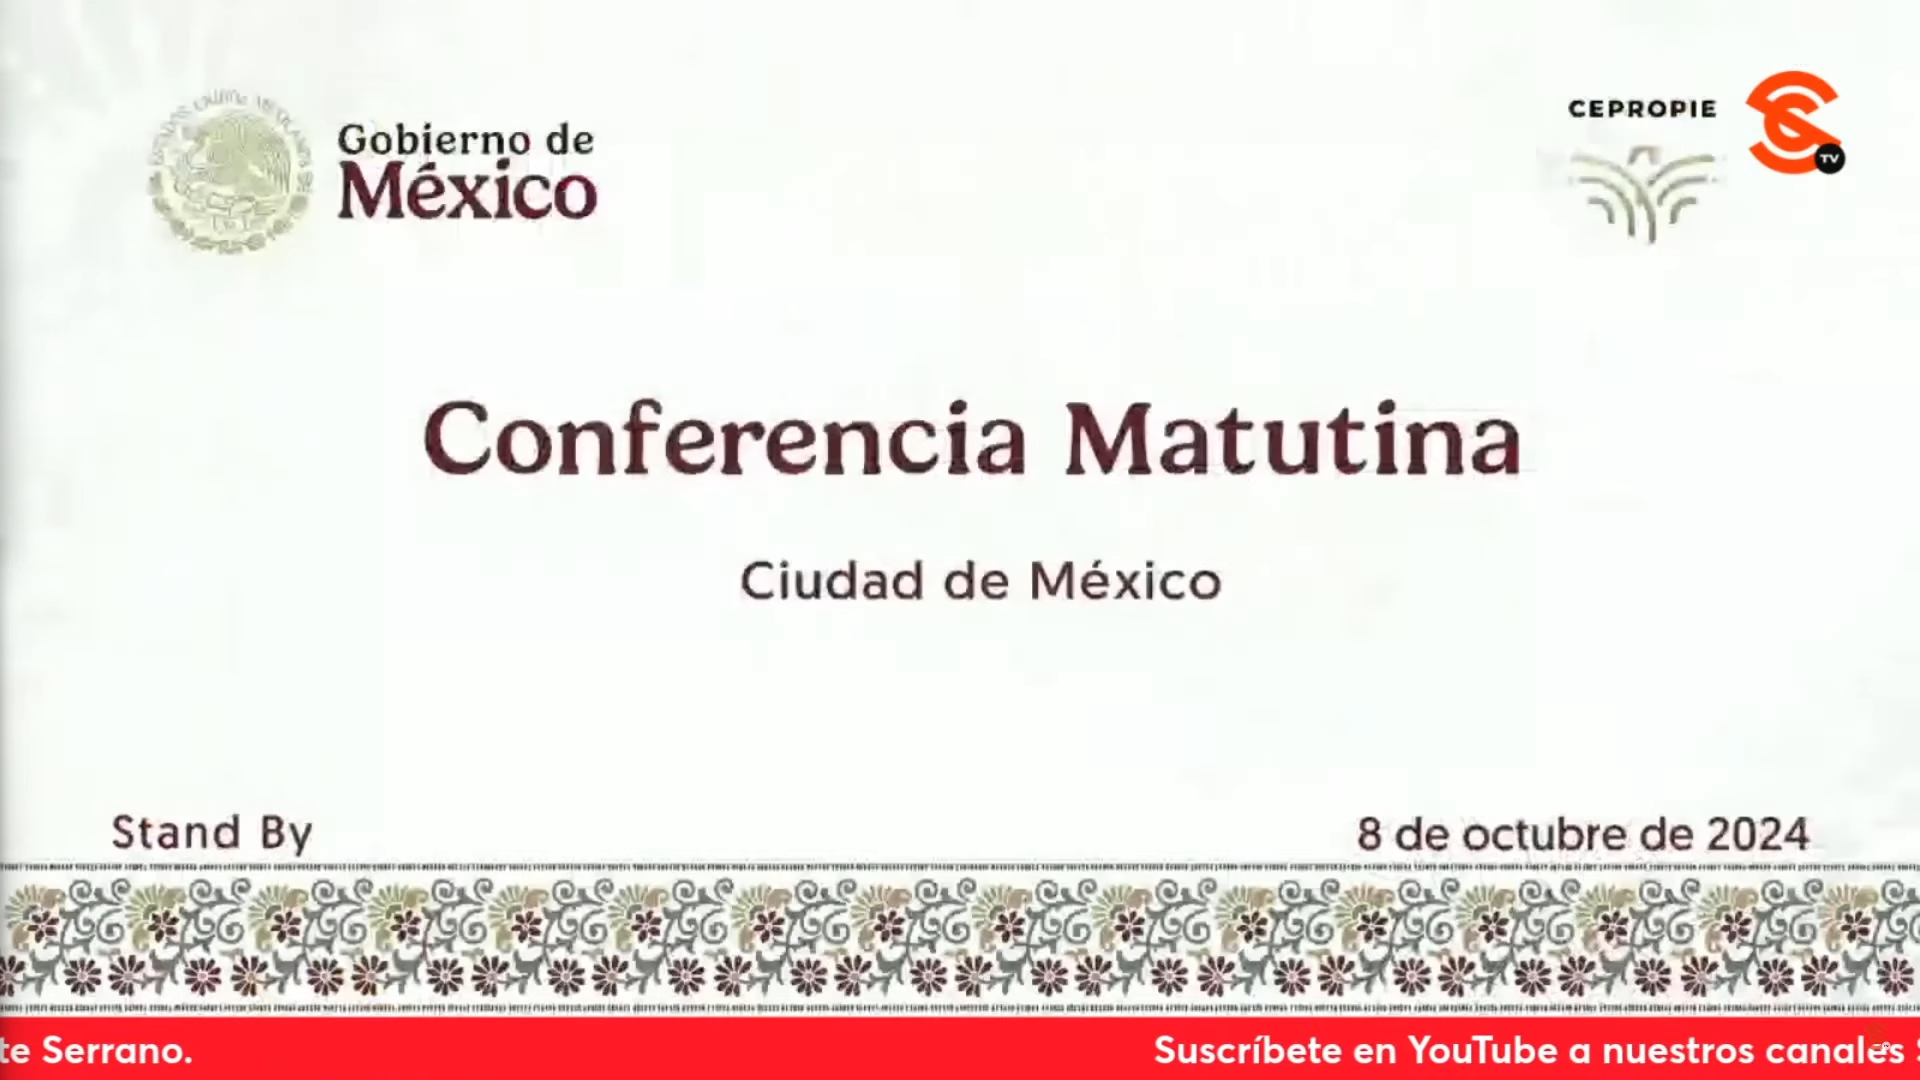 Gobierno de
México
CEPROPIE
TV
Conferencia Matutina
Ciudad de México
Stand By
8 de octubre de 2024
te Serrano.
Suscríbete en YouTube a nuestros canales